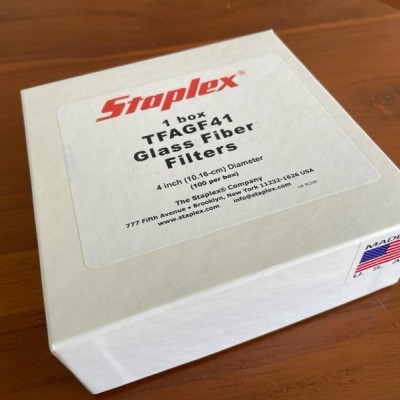 Staplex®
1 box
TFAGF41
Glass Fiber
Filters
4 inch (10.16-cm) Diameter
(100 per box)
The Staplex® Company
777 Fifth Avenue • Brooklyn, New York 11232-1626 USA
www.staplex.com info@staplex.com
MADE
U.S.A